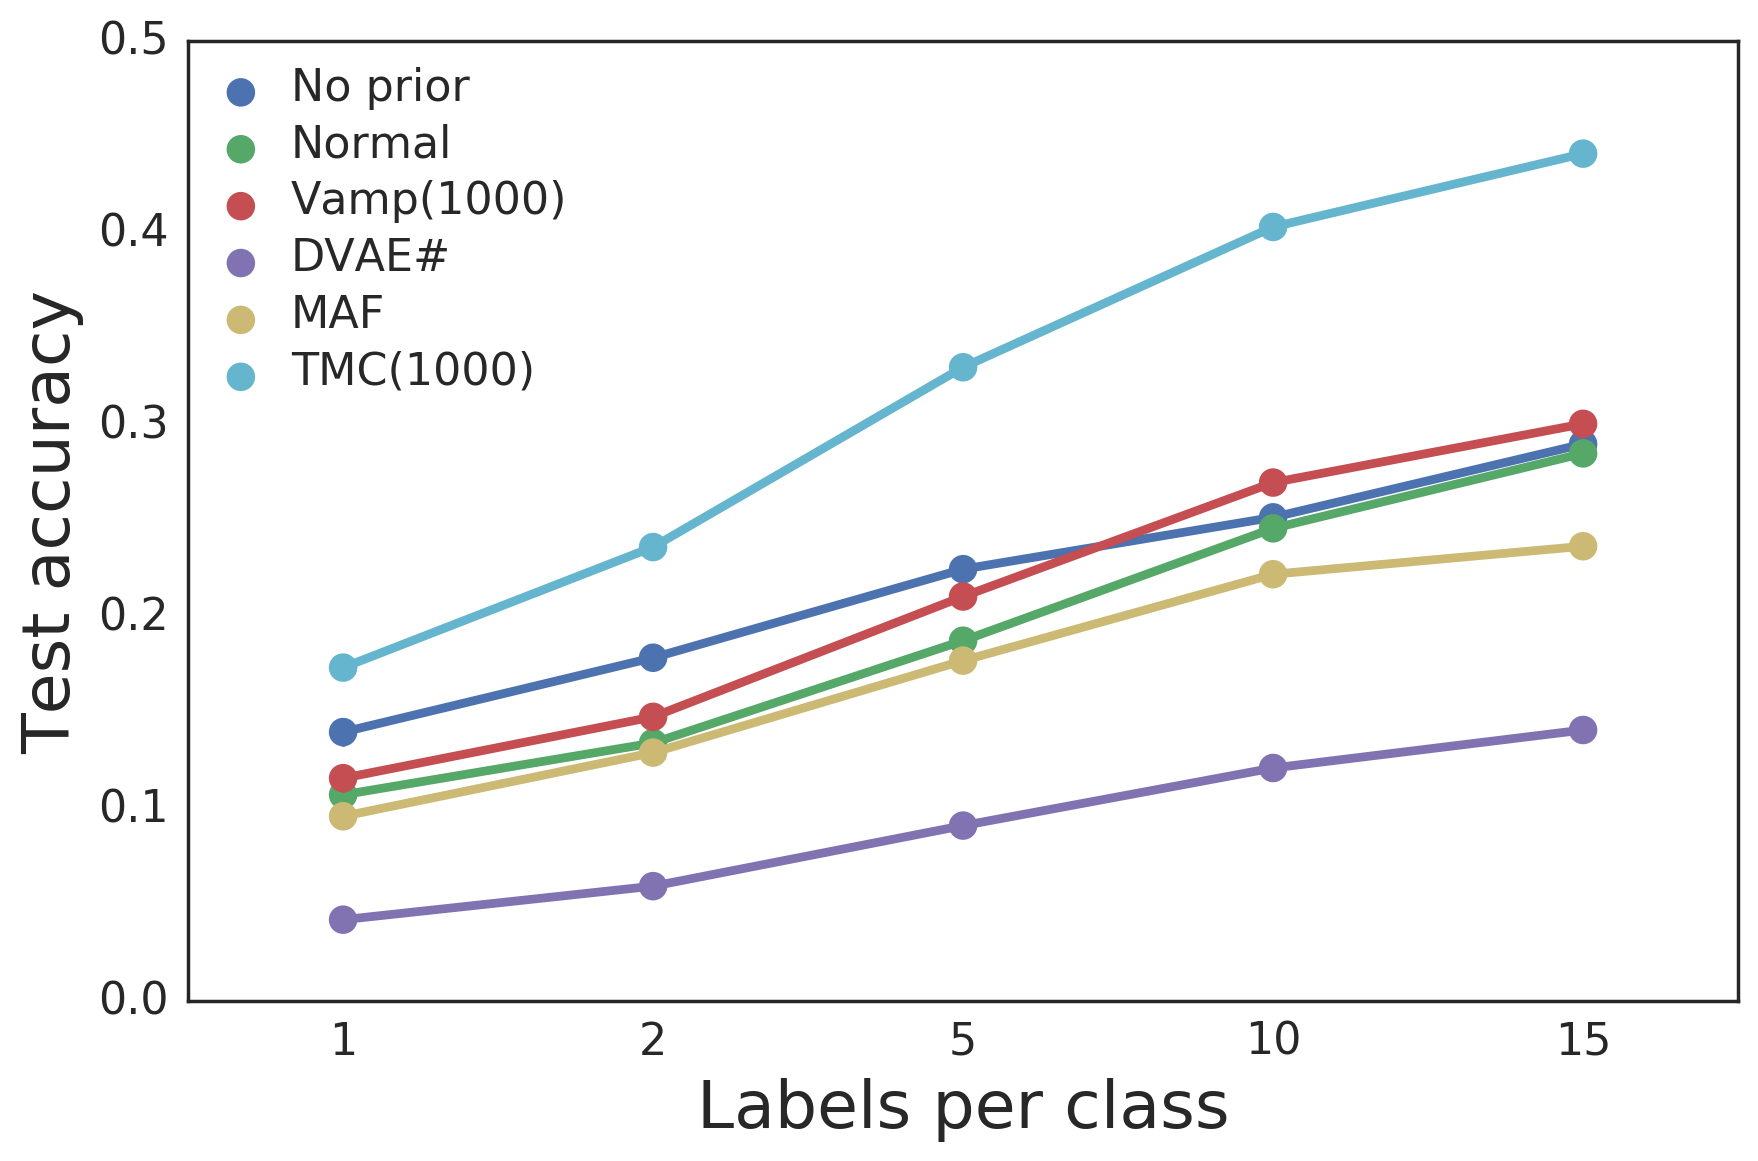 0.5
No prior
Normal
Vamp(1000)
DVAE#
MAF
TMC(1000)
0.4
0.3
0.2
0.1
0.0
Test accuracy
1 2 5 10 15
Labels per class